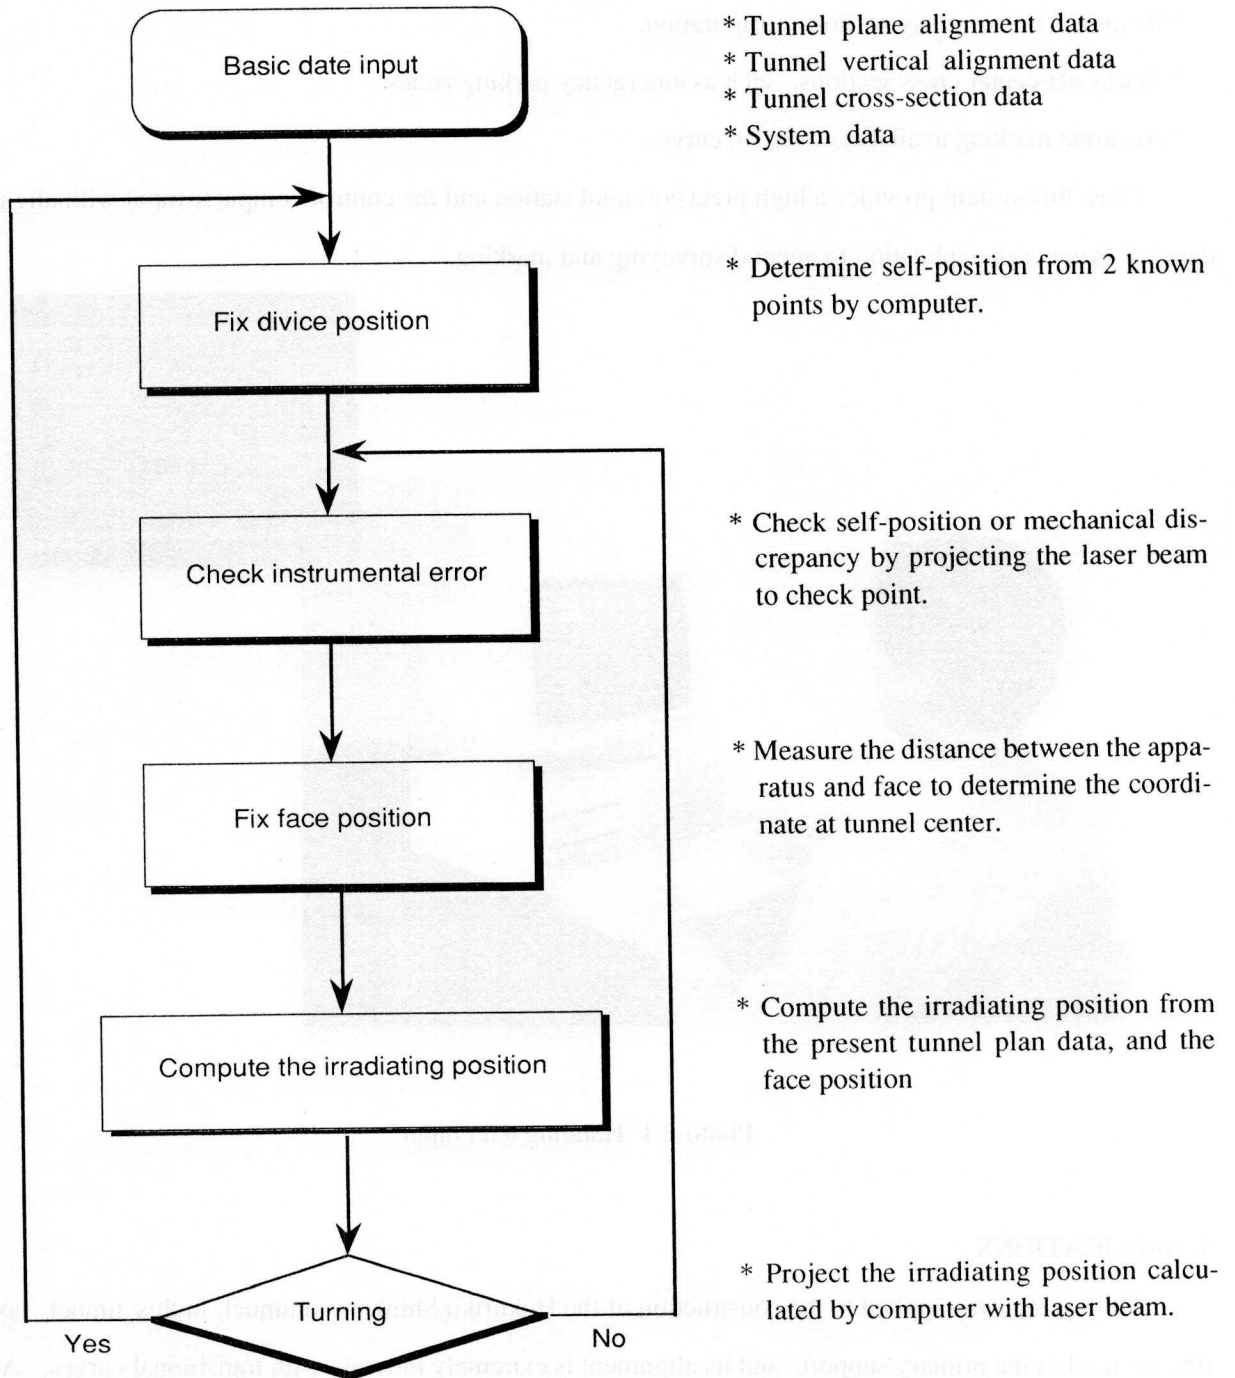 Basic date input
* Tunnel plane alignment data
* Tunnel vertical alignment data
* Tunnel cross-section data
* System data
Fix divice position
* Determine self-position from 2 known
points by computer.
Check instrumental error
* Check self-position or mechanical dis-
crepancy by projecting the laser beam
to check point.
Fix face position
* Measure the distance between the appa-
ratus and face to determine the coordi-
nate at tunnel center.
Compute the irradiating position
* Compute the irradiating position from
the present tunnel plan data, and the
face position
Turning
Yes
No
* Project the irradiating position calcu-
lated by computer with laser beam.